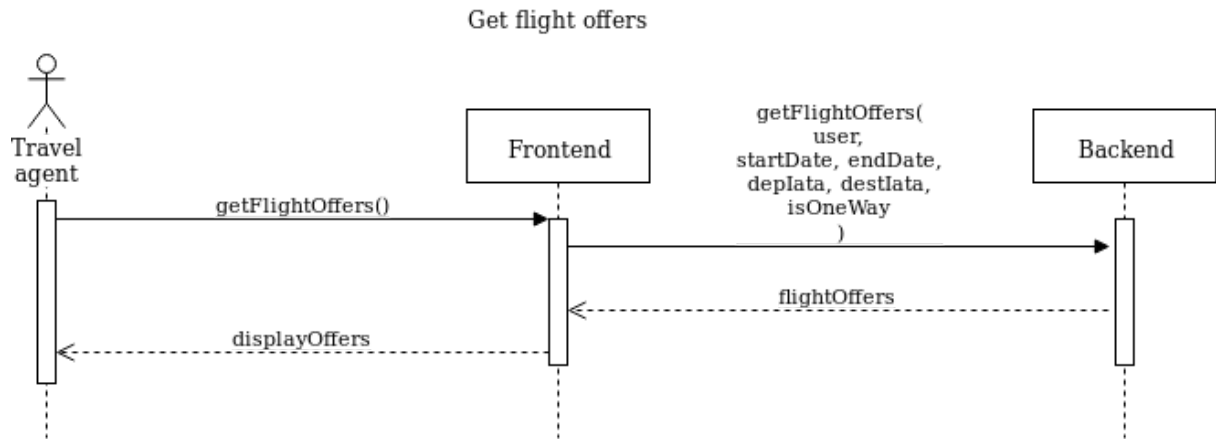 Get flight offers
Travel
agent
Frontend
getFlightOffers(
user,
startDate, endDate,
depIata, destIata,
isOneWay
)
Backend
getFlightOffers()
flightOffers
displayOffers